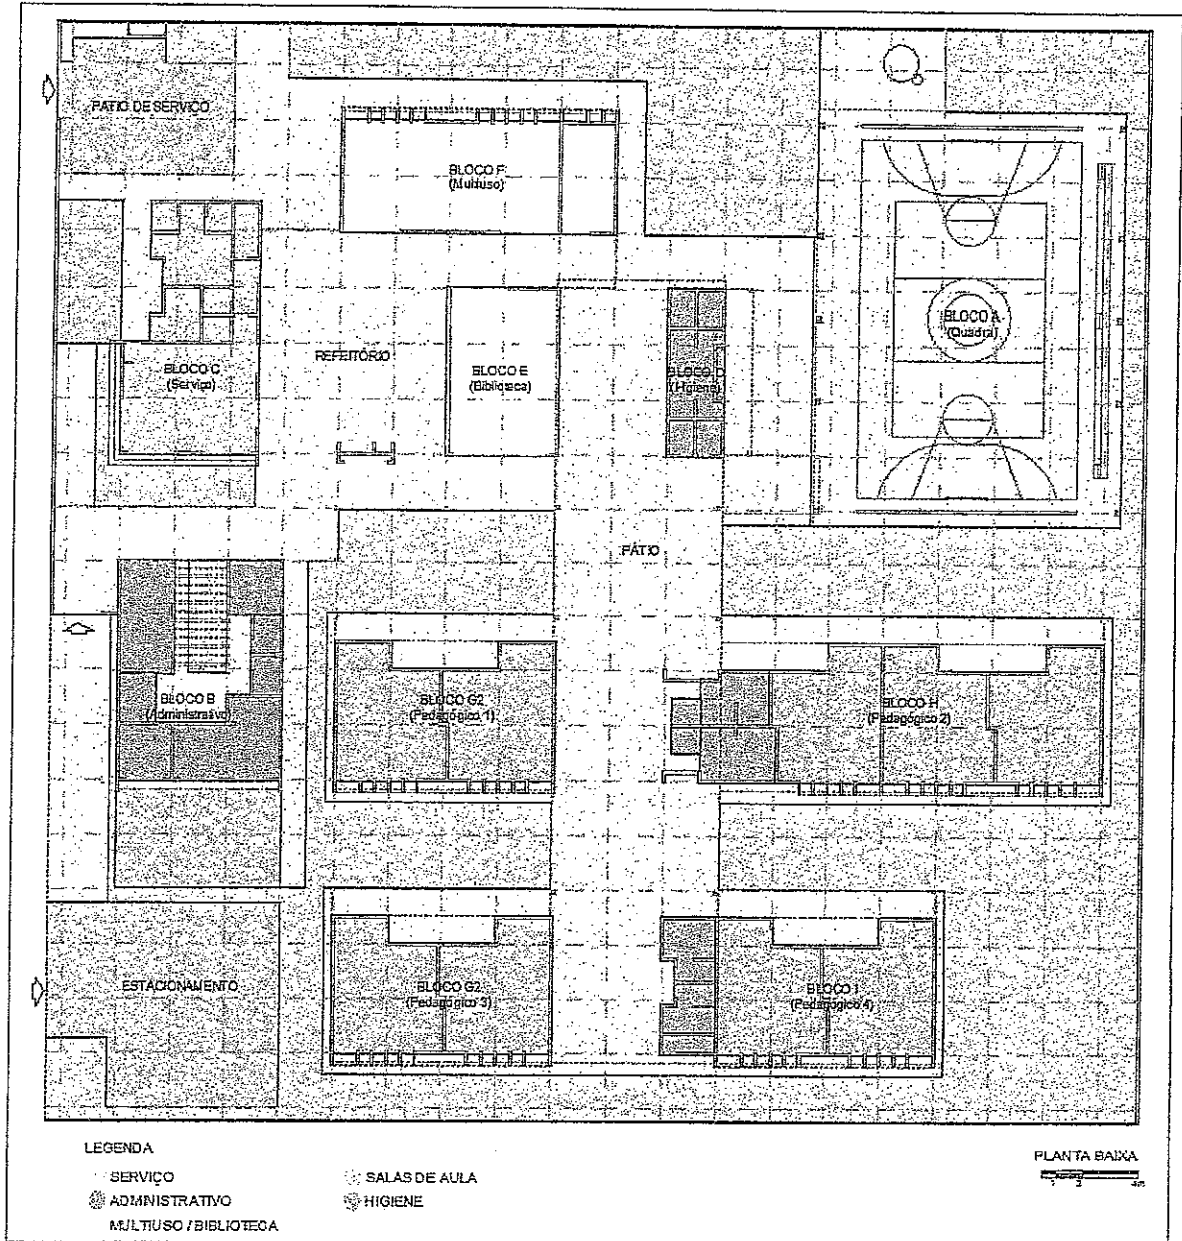 PATIO DE SERVIÇO
BLOCO F
(Multiuso)
BLOCO A
(Quadra)
REFEITÓRIO
BLOCO C
(Serviço)
BLOCO E
(Biblioteca)
BLOCO D
(Higiene)
PÁTIO
BLOCO B
(Administrativo)
BLOCO G2
(Pedagógico 1)
BLOCO H
(Pedagógico 2)
ESTACIONAMENTO
BLOCO G2
(Pedagógico 3)
BLOCO I
(Pedagógico 4)
LEGENDA
SERVIÇO
SALAS DE AULA
ADMINISTRATIVO
HIGIENE
MULTIUSO / BIBLIOTECA
PLANTA BAIXA